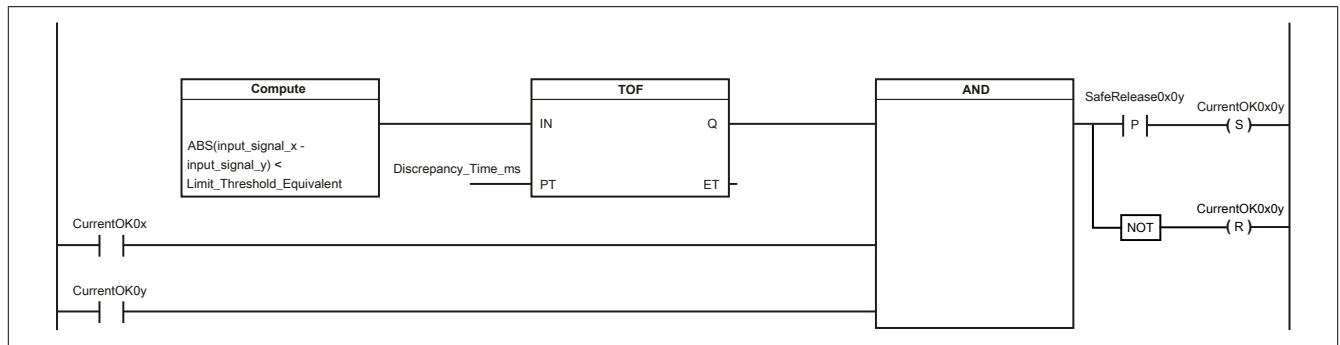 Compute
TOF
AND
SafeRelease0x0y
CurrentOK0x0y
IN
Q
P
( S )
ABS(input_signal_x -
input_signal_y) <
Limit_Threshold_Equivalent
Discrepancy_Time_ms
PT
ET
CurrentOK0x
CurrentOK0x0y
NOT
( R )
CurrentOK0y